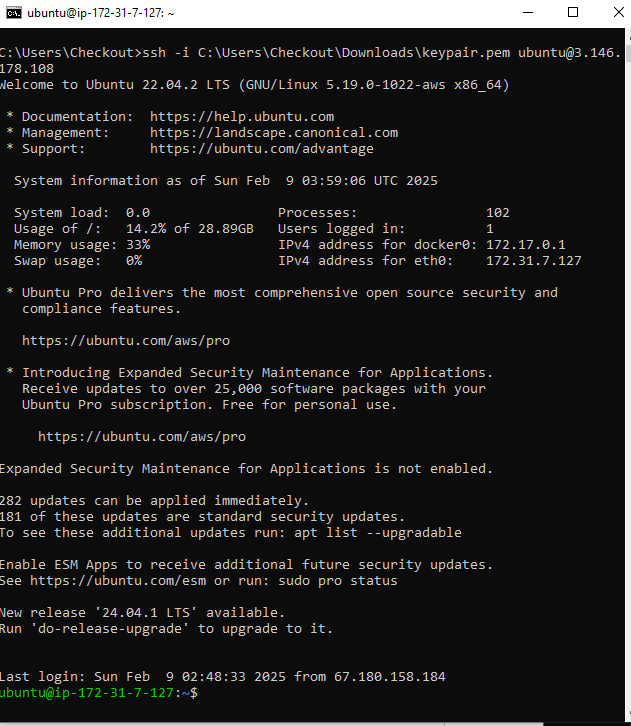 ubuntu@ip-172-31-7-127: ~
C:\Users\Checkout>ssh -i C:\Users\Checkout\Downloads\keypair.pem ubuntu@3.146.
178.108
Welcome to Ubuntu 22.04.2 LTS (GNU/Linux 5.19.0-1022-aws x86_64)
* Documentation:  https://help.ubuntu.com
* Management:     https://landscape.canonical.com
* Support:        https://ubuntu.com/advantage
System information as of Sun Feb  9 03:59:06 UTC 2025
System load:  0.0               Processes:                102
Usage of /:   14.2% of 28.89GB   Users logged in:          1
Memory usage: 33%               IPv4 address for docker0: 172.17.0.1
Swap usage:   0%                IPv4 address for eth0:    172.31.7.127
* Ubuntu Pro delivers the most comprehensive open source security and
compliance features.
https://ubuntu.com/aws/pro
* Introducing Expanded Security Maintenance for Applications.
Receive updates to over 25,000 software packages with your
Ubuntu Pro subscription. Free for personal use.
https://ubuntu.com/aws/pro
Expanded Security Maintenance for Applications is not enabled.
282 updates can be applied immediately.
181 of these updates are standard security updates.
To see these additional updates run: apt list --upgradable
Enable ESM Apps to receive additional future security updates.
See https://ubuntu.com/esm or run: sudo pro status
New release '24.04.1 LTS' available.
Run 'do-release-upgrade' to upgrade to it.
Last login: Sun Feb  9 02:48:33 2025 from 67.180.158.184
ubuntu@ip-172-31-7-127:~$